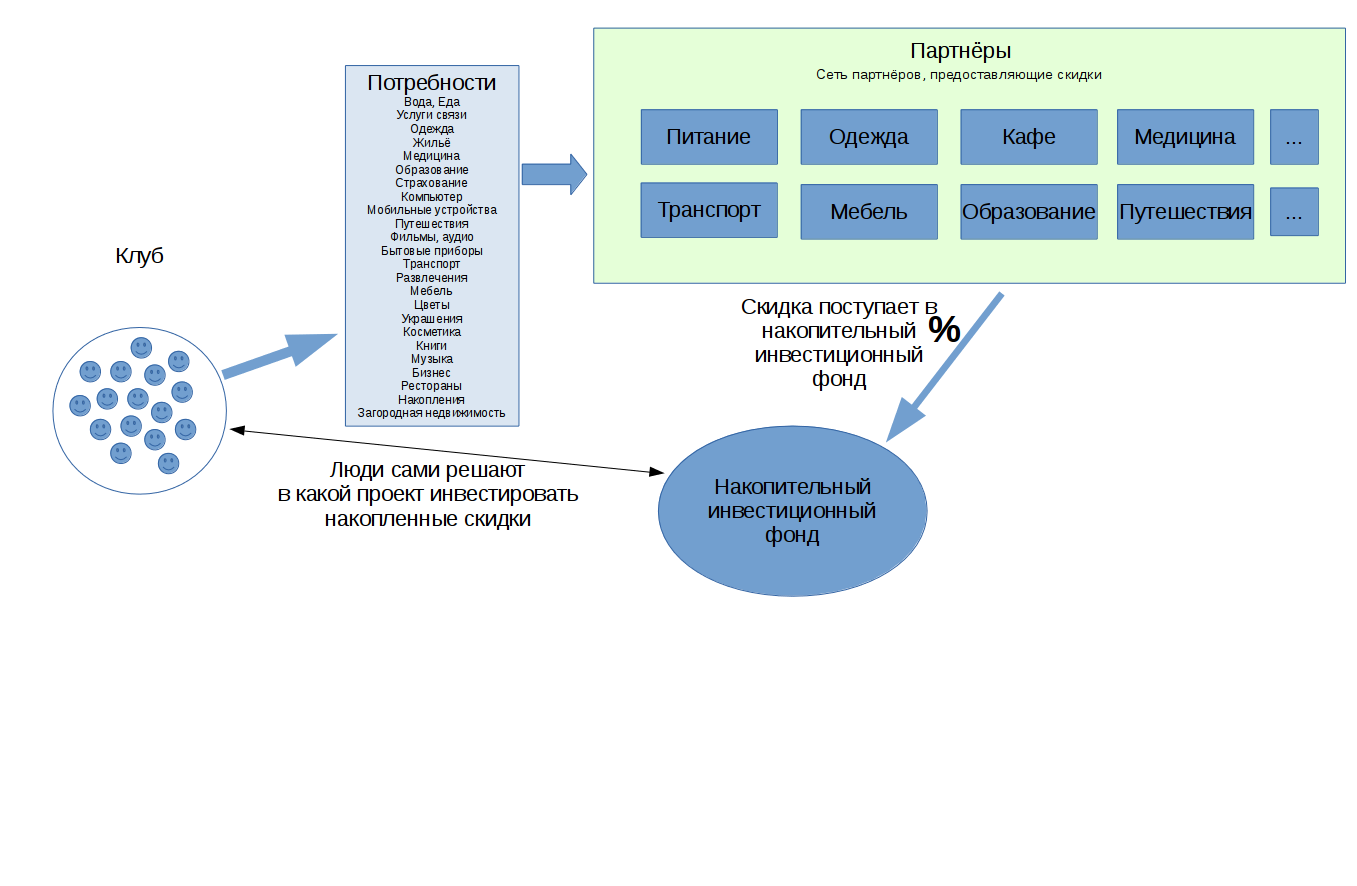 Партнёры
Сеть партнёров, предоставляющие скидки
Питание
Одежда
Кафе
Медицина
...
Транспорт
Мебель
Образование
Путешествия
...
Потребности
Вода, Еда
Услуги связи
Одежда
Жильё
Медицина
Образование
Страхование
Компьютер
Мобильные устройства
Путешествия
Фильмы, аудио
Бытовые приборы
Транспорт
Развлечения
Мебель
Цветы
Украшения
Косметика
Книги
Музыка
Бизнес
Рестораны
Накопления
Загородная недвижимость
Клуб
Скидка поступает в
накопительный
инвестиционный
фонд
%
Люди сами решают
в какой проект инвестировать
накопленные скидки
Накопительный
инвестиционный
фонд